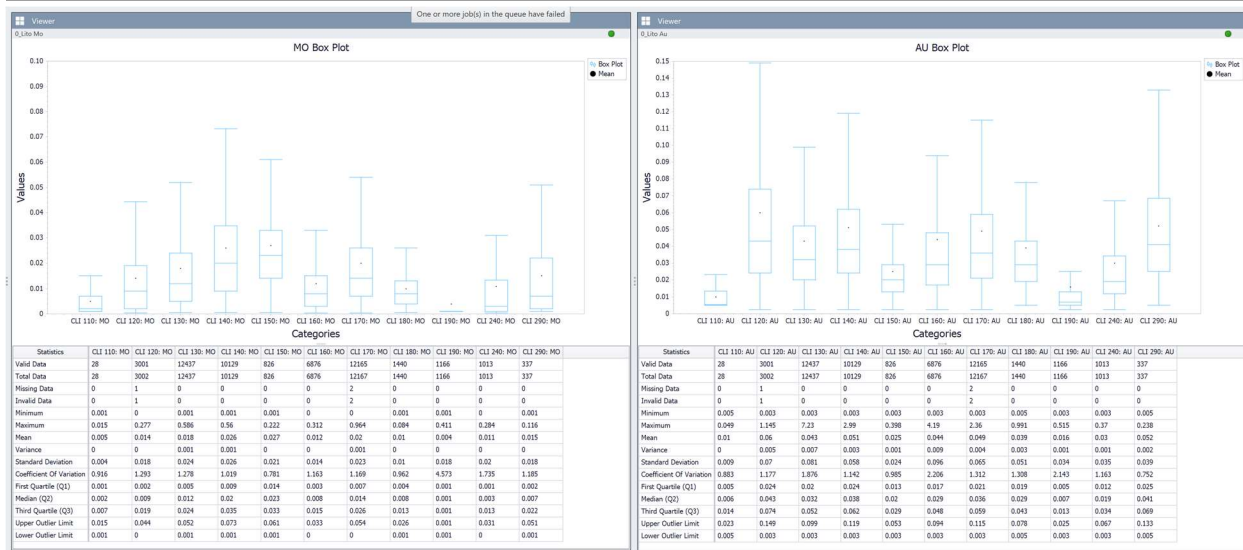 One or more job(s) in the queue have failed
Viewer
0_Lito Mo
MO Box Plot
Box Plot
Mean
0.10
0.09
0.08
0.07
0.06
0.05
0.04
0.03
0.02
0.01
0
Values
CLI 110: MO CLI 120: MO CLI 130: MO CLI 140: MO CLI 150: MO CLI 160: MO CLI 170: MO CLI 180: MO CLI 190: MO CLI 240: MO CLI 290: MO
Categories
Statistics CLI 110: MO CLI 120: MO CLI 130: MO CLI 140: MO CLI 150: MO CLI 160: MO CLI 170: MO CLI 180: MO CLI 190: MO CLI 240: MO CLI 290: MO
Valid Data 28 3001 12437 10129 826 6876 12165 1440 1166 1013 337
Total Data 28 3002 12437 10129 826 6876 12167 1440 1166 1013 337
Missing Data 0 1 0 0 0 0 2 0 0 0 0
Invalid Data 0 1 0 0 0 0 2 0 0 0 0
Minimum 0.001 0 0.001 0.001 0.001 0 0 0.001 0.001 0 0.001
Maximum 0.015 0.277 0.586 0.56 0.222 0.312 0.964 0.084 0.411 0.284 0.116
Mean 0.005 0.014 0.018 0.026 0.027 0.012 0.02 0.01 0.004 0.011 0.015
Variance 0 0 0.001 0.001 0 0 0.001 0 0 0 0
Standard Deviation 0.004 0.018 0.024 0.026 0.021 0.014 0.023 0.01 0.018 0.02 0.018
Coefficient Of Variation 0.916 1.293 1.278 1.019 0.781 1.163 1.169 0.962 4.573 1.735 1.185
First Quartile (Q1) 0.001 0.002 0.005 0.009 0.014 0.003 0.007 0.004 0.001 0.001 0.002
Median (Q2) 0.002 0.009 0.012 0.02 0.023 0.008 0.014 0.008 0.001 0.003 0.007
Third Quartile (Q3) 0.007 0.019 0.024 0.035 0.033 0.015 0.026 0.013 0.001 0.013 0.022
Upper Outlier Limit 0.015 0.044 0.052 0.073 0.061 0.033 0.054 0.026 0.001 0.031 0.051
Lower Outlier Limit 0.001 0 0.001 0.001 0.001 0 0 0.001 0.001 0 0.001
Viewer
0_Lito Au
AU Box Plot
Box Plot
Mean
0.15
0.14
0.13
0.12
0.11
0.10
0.09
0.08
0.07
0.06
0.05
0.04
0.03
0.02
0.01
0
Values
CLI 110: AU CLI 120: AU CLI 130: AU CLI 140: AU CLI 150: AU CLI 160: AU CLI 170: AU CLI 180: AU CLI 190: AU CLI 240: AU CLI 290: AU
Categories
Statistics CLI 110: AU CLI 120: AU CLI 130: AU CLI 140: AU CLI 150: AU CLI 160: AU CLI 170: AU CLI 180: AU CLI 190: AU CLI 240: AU CLI 290: AU
Valid Data 28 3001 12437 10129 826 6876 12165 1440 1166 1013 337
Total Data 28 3002 12437 10129 826 6876 12167 1440 1166 1013 337
Missing Data 0 1 0 0 0 0 2 0 0 0 0
Invalid Data 0 1 0 0 0 0 2 0 0 0 0
Minimum 0.005 0.003 0.003 0.003 0.003 0.003 0.003 0.005 0.003 0.003 0.005
Maximum 0.049 1.145 7.23 2.99 0.398 4.19 2.36 0.991 0.515 0.37 0.238
Mean 0.01 0.06 0.043 0.051 0.025 0.044 0.049 0.039 0.016 0.03 0.052
Variance 0 0.005 0.007 0.003 0.001 0.009 0.004 0.003 0.001 0.001 0.002
Standard Deviation 0.009 0.07 0.081 0.058 0.024 0.096 0.065 0.051 0.034 0.035 0.039
Coefficient Of Variation 0.883 1.177 1.876 1.142 0.985 2.206 1.312 1.308 2.143 1.163 0.752
First Quartile (Q1) 0.005 0.024 0.02 0.024 0.013 0.017 0.021 0.019 0.005 0.012 0.025
Median (Q2) 0.006 0.043 0.032 0.038 0.02 0.029 0.036 0.029 0.007 0.019 0.041
Third Quartile (Q3) 0.014 0.074 0.052 0.062 0.029 0.048 0.059 0.043 0.013 0.034 0.069
Upper Outlier Limit 0.023 0.149 0.099 0.119 0.053 0.094 0.115 0.078 0.025 0.067 0.133
Lower Outlier Limit 0.005 0.003 0.003 0.003 0.003 0.003 0.003 0.005 0.003 0.003 0.005